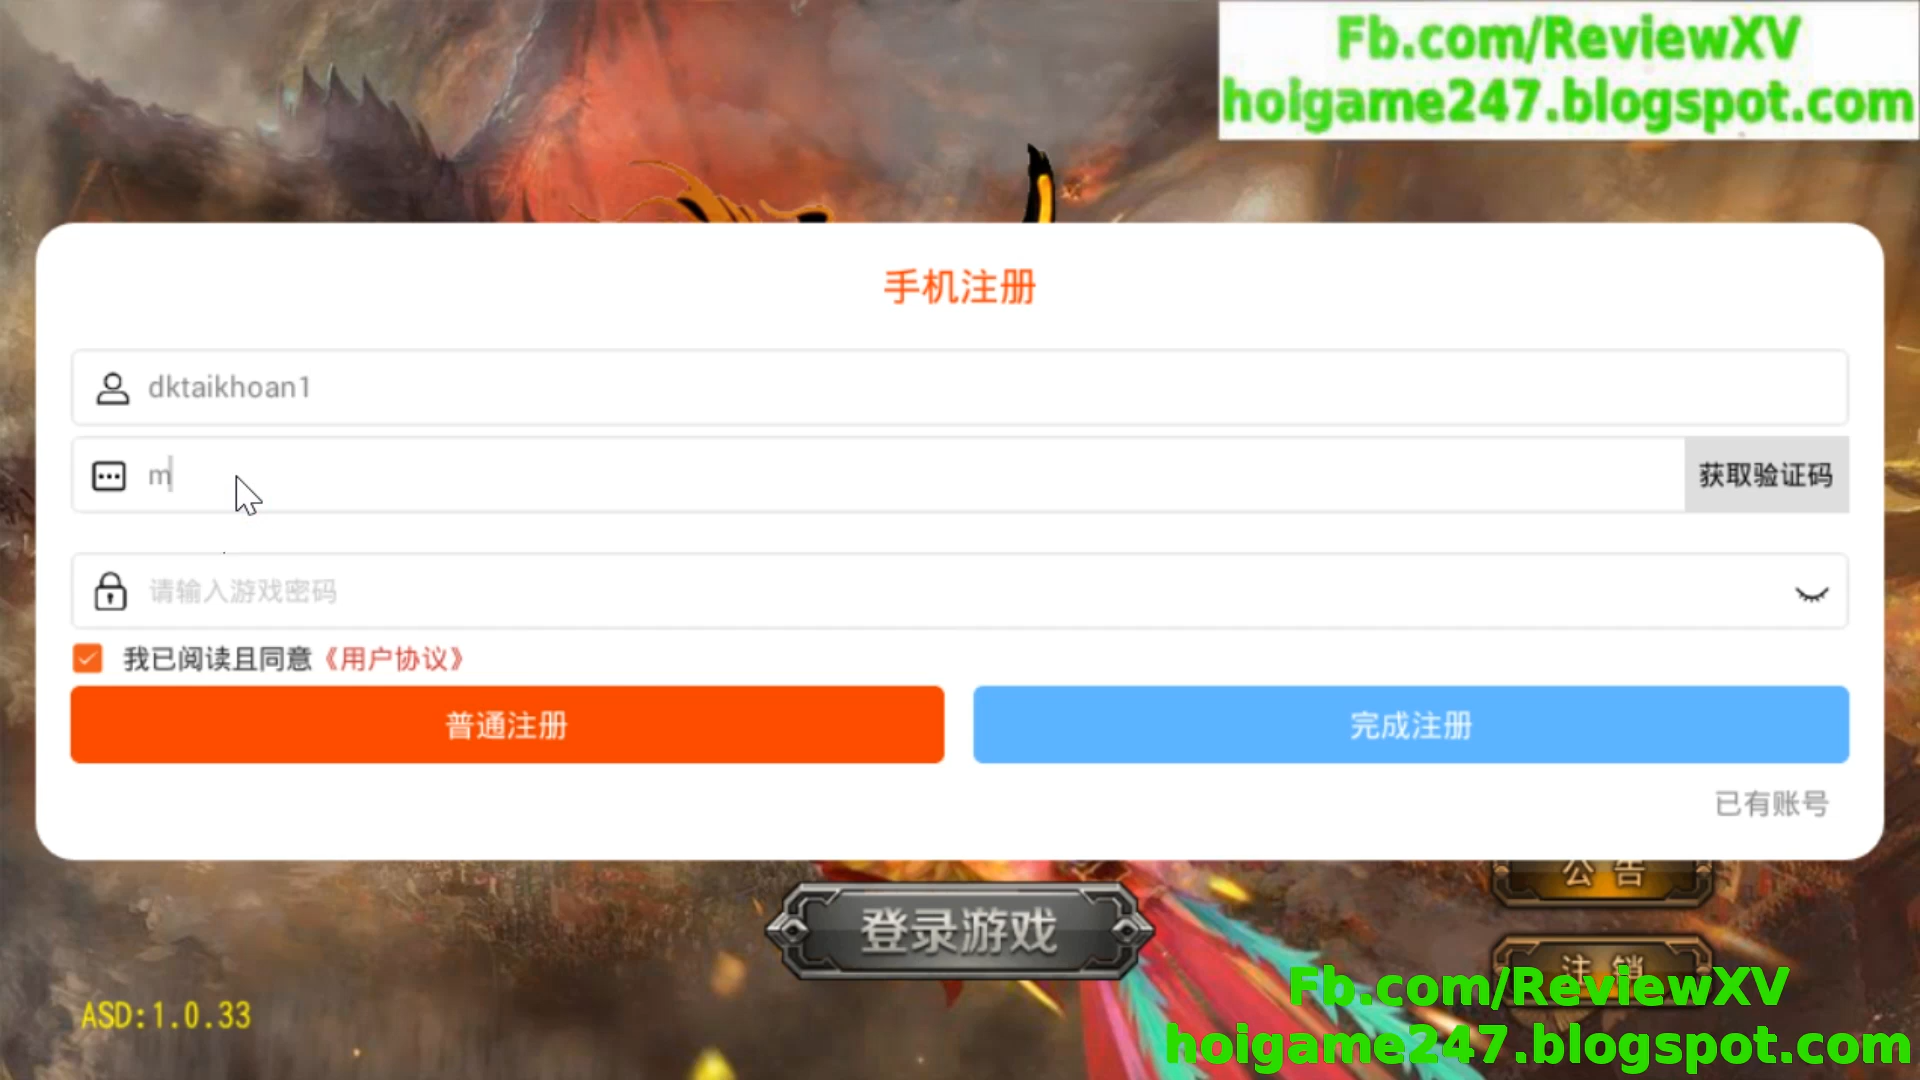 Fb.com/ReviewXV
hoigame247.blogspot.com
手机注册
dktaikhoan1
m
获取验证码
请输入游戏密码
我已阅读且同意《用户协议》
普通注册
完成注册
已有账号
公告
登录游戏
注销
Fb.com/ReviewXV
ASD:1.0.33
hoigame247.blogspot.com